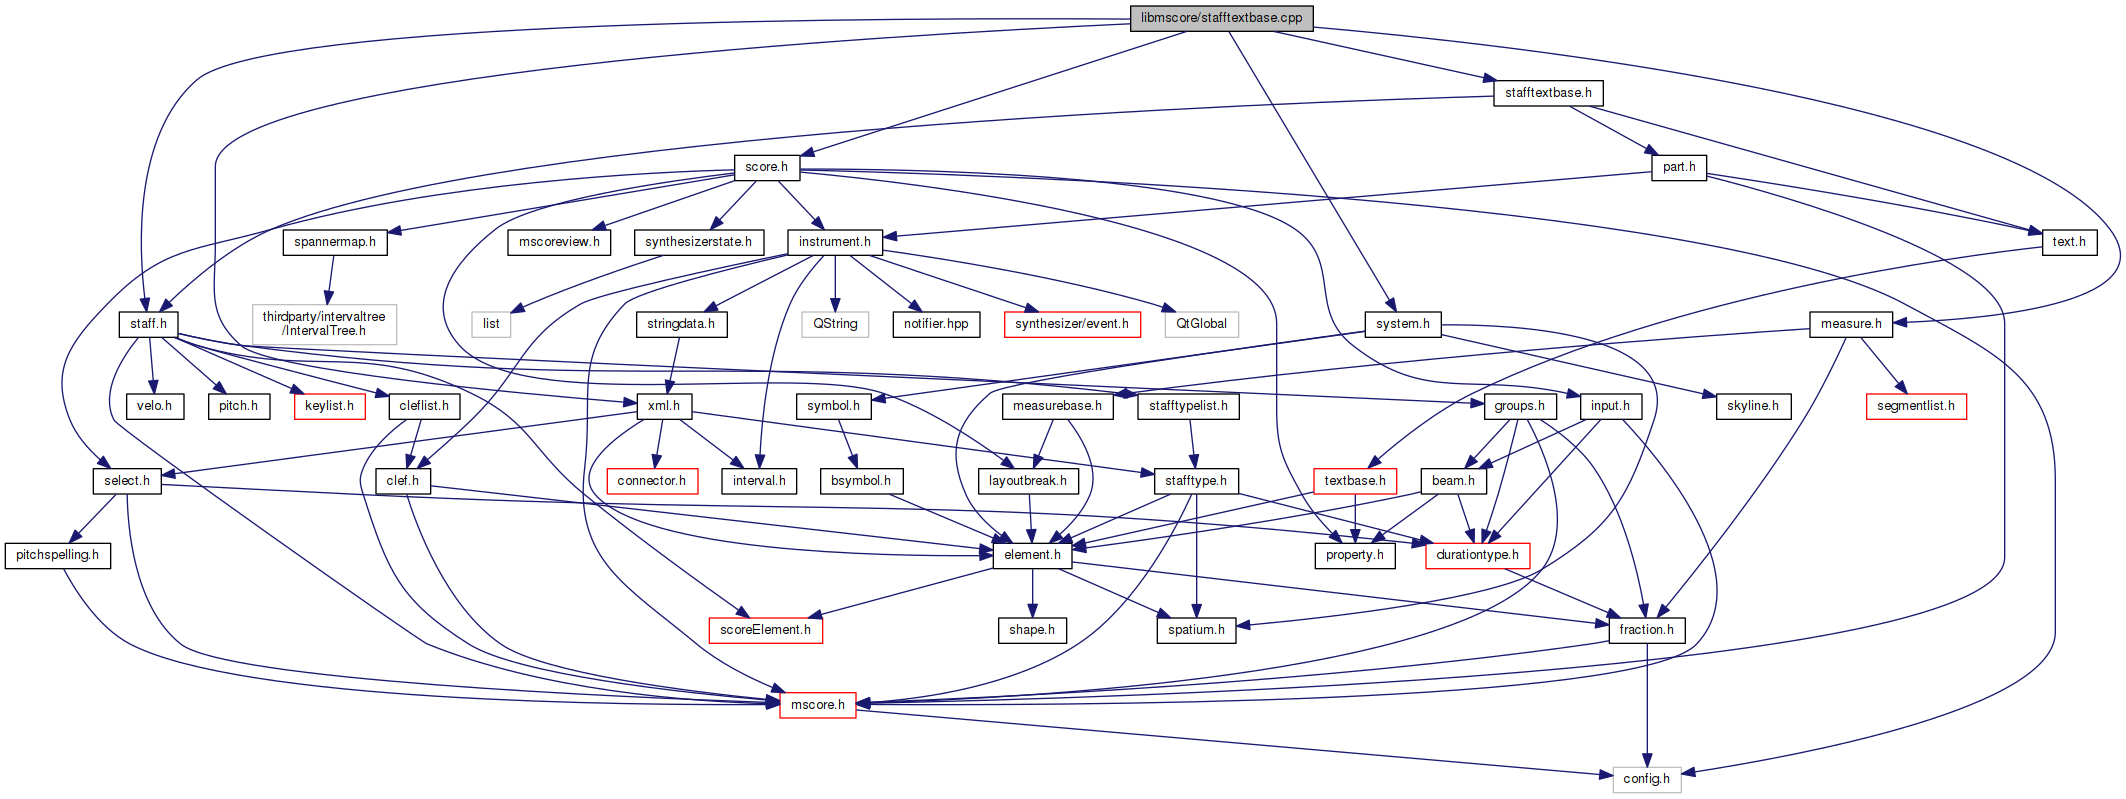 libmscore/stafftextbase.cpp
stafftextbase.h
score.h
part.h
spannermap.h
mscoreview.h
synthesizerstate.h
instrument.h
text.h
thirdparty/intervaltree
/IntervalTree.h
staff.h
list
stringdata.h
QString
notifier.hpp
synthesizer/event.h
QtGlobal
system.h
measure.h
velo.h
pitch.h
keylist.h
cleflist.h
xml.h
symbol.h
measurebase.h
stafftypelist.h
groups.h
input.h
skyline.h
segmentlist.h
select.h
clef.h
connector.h
interval.h
bsymbol.h
layoutbreak.h
stafftype.h
textbase.h
beam.h
pitchspelling.h
element.h
property.h
durationtype.h
scoreElement.h
shape.h
spatium.h
fraction.h
mscore.h
config.h